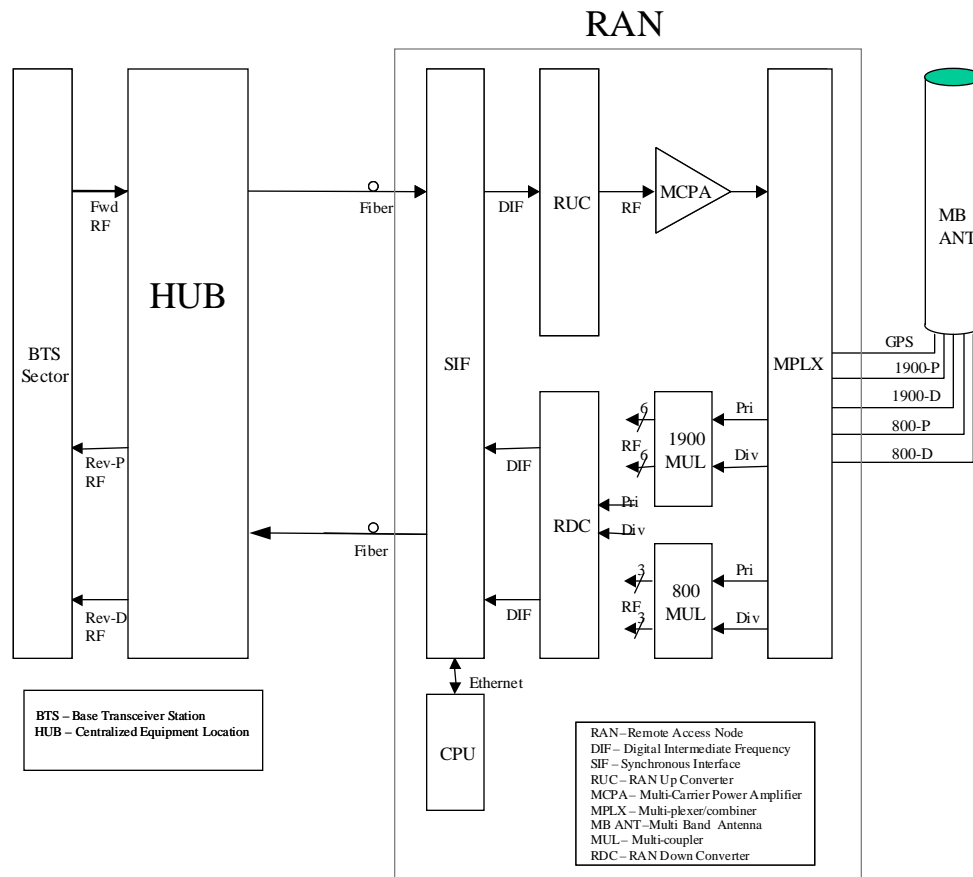 RAN
Fwd
RF
HUB
BTS
Sector
Rev-P
RF
Rev-D
RF
Fiber
Fiber
SIF
DIF
RUC
RF
MCPA
MPLX
MB
ANT
GPS
1900-P
1900-D
800-P
800-D
DIF
DIF
RDC
6
RF
6
1900
MUL
Pri
Div
Pri
Div
3
RF
3
800
MUL
Pri
Div
Ethernet
CPU
BTS – Base Transceiver Station
HUB – Centralized Equipment Location
RAN – Remote Access Node
DIF – Digital Intermediate Frequency
SIF – Synchronous Interface
RUC – RAN Up Converter
MCPA – Multi-Carrier Power Amplifier
MPLX – Multi-plexer/combiner
MB ANT – Multi Band Antenna
MUL – Multi-coupler
RDC – RAN Down Converter